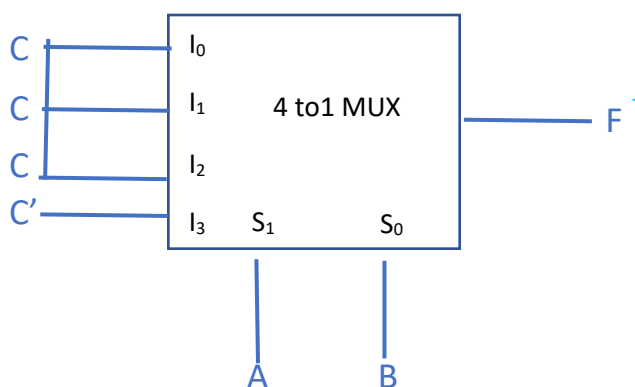 C I₀
C I₁ 4 to1 MUX F
C I₂
C’ I₃ S₁ S₀
A B